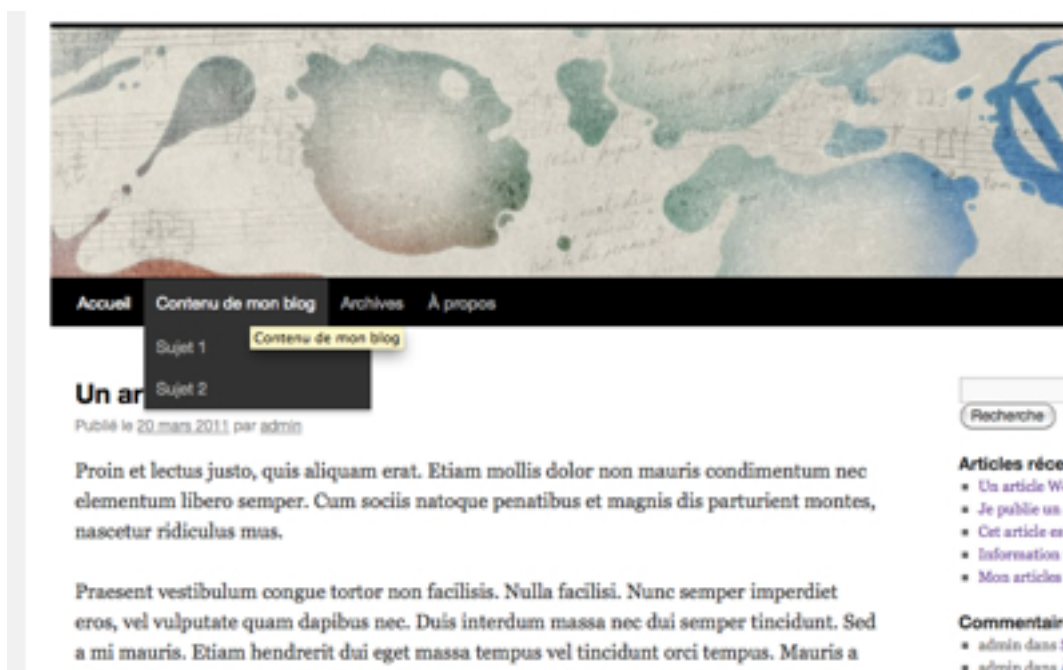 Accueil Contenu de mon blog Archives À propos
Contenu de mon blog
Sujet 1
Sujet 2
Un ar
Publié le 20 mars 2011 par admin
Proin et lectus justo, quis aliquam erat. Etiam mollis dolor non mauris condimentum nec
elementum libero semper. Cum sociis natoque penatibus et magnis dis parturient montes,
nascetur ridiculus mus.
Praesent vestibulum congue tortor non facilisis. Nulla facilisi. Nunc semper imperdiet
eros, vel vulputate quam dapibus nec. Duis interdum massa nec dui semper tincidunt. Sed
a mi mauris. Etiam hendrerit dui eget massa tempus vel tincidunt orci tempus. Mauris a
Recherche
Articles réce
Un article W
Je publie un
Cet article es
Information
Mon articles
Commentair
admin dans
admin dans